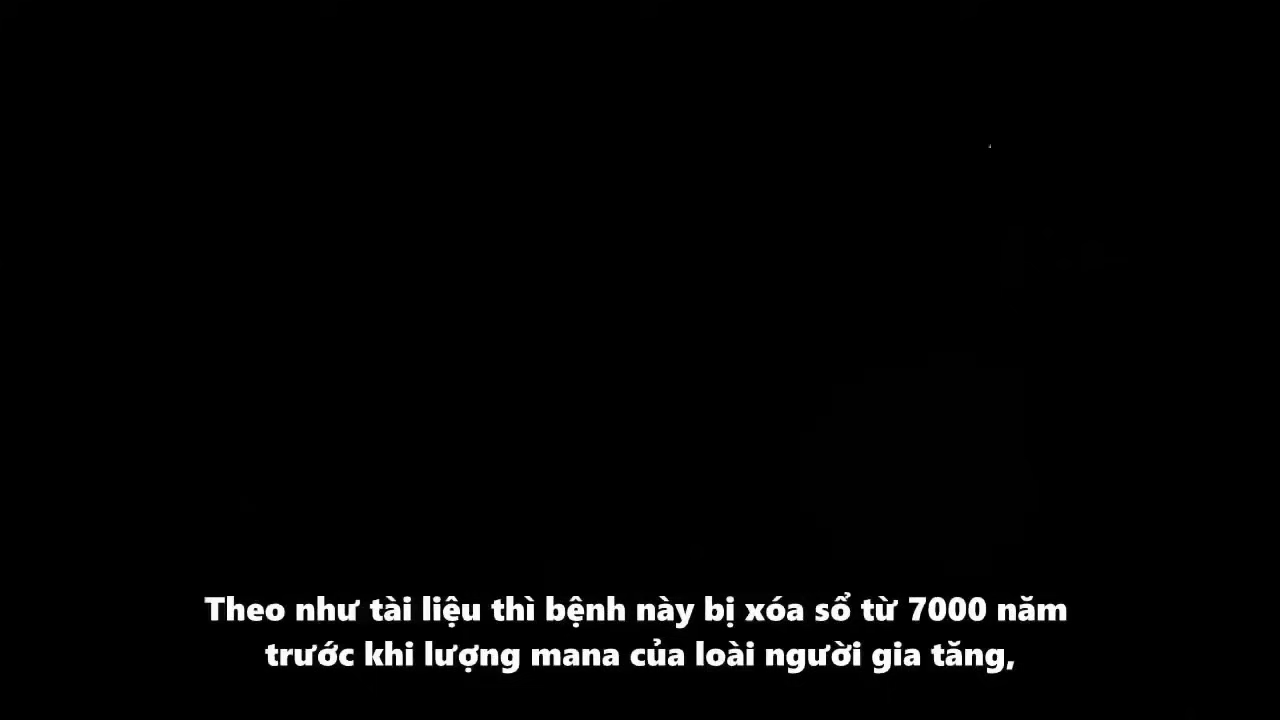 Theo như tài liệu thì bệnh này bị xóa sổ từ 7000 năm
trước khi lượng mana của loài người gia tăng,